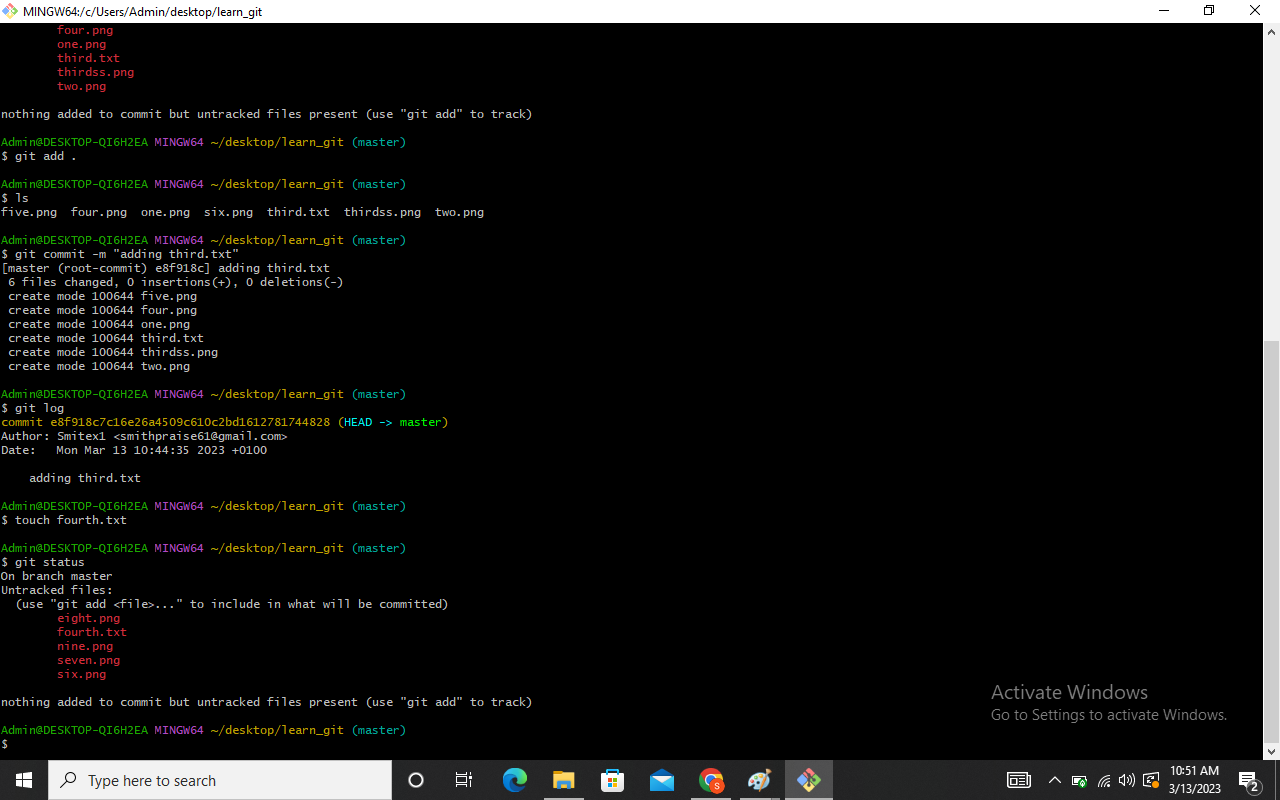 MINGW64:/c/Users/Admin/desktop/learn_git
four.png
one.png
third.txt
thirdss.png
two.png
nothing added to commit but untracked files present (use "git add" to track)
Admin@DESKTOP-QI6H2EA MINGW64 ~/desktop/learn_git (master)
$ git add .
Admin@DESKTOP-QI6H2EA MINGW64 ~/desktop/learn_git (master)
$ ls
five.png  four.png  one.png  six.png  third.txt  thirdss.png  two.png
Admin@DESKTOP-QI6H2EA MINGW64 ~/desktop/learn_git (master)
$ git commit -m "adding third.txt"
[master (root-commit) e8f918c] adding third.txt
6 files changed, 0 insertions(+), 0 deletions(-)
create mode 100644 five.png
create mode 100644 four.png
create mode 100644 one.png
create mode 100644 third.txt
create mode 100644 thirdss.png
create mode 100644 two.png
Admin@DESKTOP-QI6H2EA MINGW64 ~/desktop/learn_git (master)
$ git log
commit e8f918c7c16e26a4509c610c2bd1612781744828 (HEAD -> master)
Author: Smitex1 <smithpraise61@gmail.com>
Date:   Mon Mar 13 10:44:35 2023 +0100
adding third.txt
Admin@DESKTOP-QI6H2EA MINGW64 ~/desktop/learn_git (master)
$ touch fourth.txt
Admin@DESKTOP-QI6H2EA MINGW64 ~/desktop/learn_git (master)
$ git status
On branch master
Untracked files:
(use "git add <file>..." to include in what will be committed)
eight.png
fourth.txt
nine.png
seven.png
six.png
nothing added to commit but untracked files present (use "git add" to track)
Admin@DESKTOP-QI6H2EA MINGW64 ~/desktop/learn_git (master)
$
Activate Windows
Go to Settings to activate Windows.
Type here to search
S
10:51 AM
3/13/2023
2